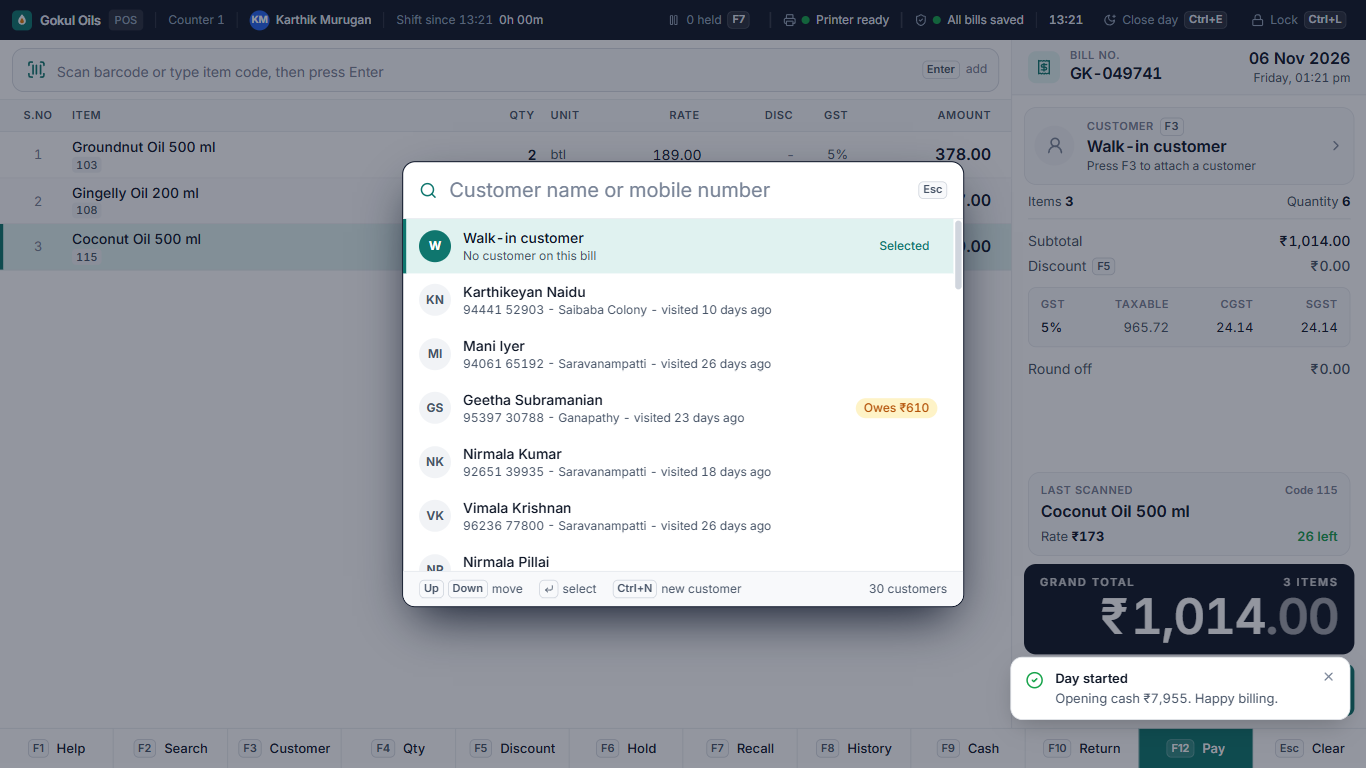 Gokul Oils POS Counter 1 KM Karthik Murugan Shift since 13:21 0h 00m 0 held F7 Printer ready All bills saved 13:21 Close day Ctrl+E Lock Ctrl+L
Scan barcode or type item code, then press Enter Enter add
S.NO ITEM QTY UNIT RATE DISC GST AMOUNT
1 Groundnut Oil 500 ml 2 btl 189.00 - 5% 378.00
103
2 Gingelly Oil 200 ml
108
3 Coconut Oil 500 ml
115
Customer name or mobile number Esc
W Walk-in customer Selected
No customer on this bill
KN Karthikeyan Naidu
94441 52903 - Saibaba Colony - visited 10 days ago
MI Mani Iyer
94061 65192 - Saravanampatti - visited 26 days ago
GS Geetha Subramanian Owes ₹610
95397 30788 - Ganapathy - visited 23 days ago
NK Nirmala Kumar
92651 39935 - Saravanampatti - visited 18 days ago
VK Vimala Krishnan
96236 77800 - Saravanampatti - visited 26 days ago
NP Nirmala Pillai
Up Down move select Ctrl+N new customer 30 customers
BILL NO.
GK-049741
06 Nov 2026
Friday, 01:21 pm
CUSTOMER F3
Walk-in customer
Press F3 to attach a customer
Items 3 Quantity 6
Subtotal ₹1,014.00
Discount F5 ₹0.00
GST TAXABLE CGST SGST
5% 965.72 24.14 24.14
Round off ₹0.00
LAST SCANNED Code 115
Coconut Oil 500 ml
Rate ₹173 26 left
GRAND TOTAL 3 ITEMS
₹1,014.00
Day started
Opening cash ₹7,955. Happy billing.
F1 Help F2 Search F3 Customer F4 Qty F5 Discount F6 Hold F7 Recall F8 History F9 Cash F10 Return F12 Pay Esc Clear